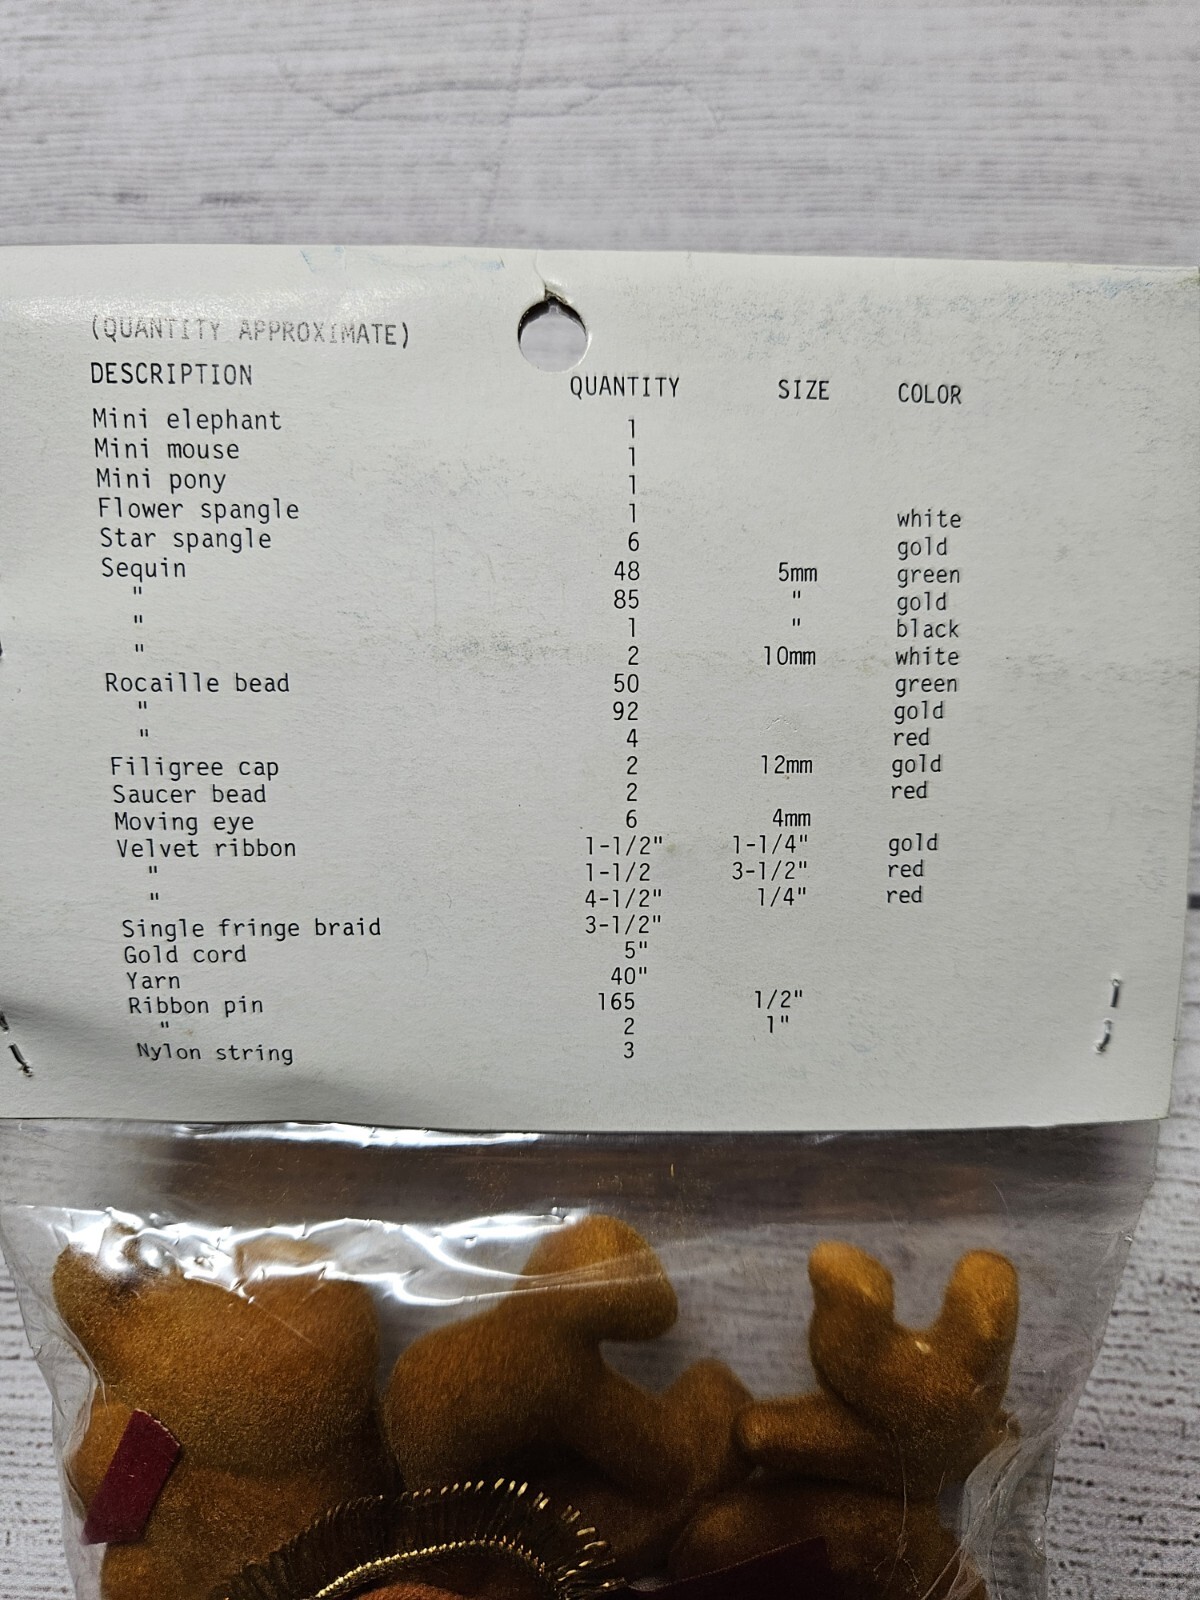 (QUANTITY APPROXIMATE)
DESCRIPTION QUANTITY SIZE COLOR
Mini elephant 1
Mini mouse 1
Mini pony 1
Flower spangle 1 white
Star spangle 6 gold
Sequin 48 5mm green
" 85 " gold
" 1 " black
" 2 10mm white
Rocaille bead 50 green
" 92 gold
" 4 red
Filigree cap 2 12mm gold
Saucer bead 2 red
Moving eye 6 4mm
Velvet ribbon 1-1/2" 1-1/4" gold
" 1-1/2 3-1/2" red
" 4-1/2" 1/4" red
Single fringe braid 3-1/2"
Gold cord 5"
Yarn 40"
Ribbon pin 165 1/2"
" 2 1"
Nylon string 3